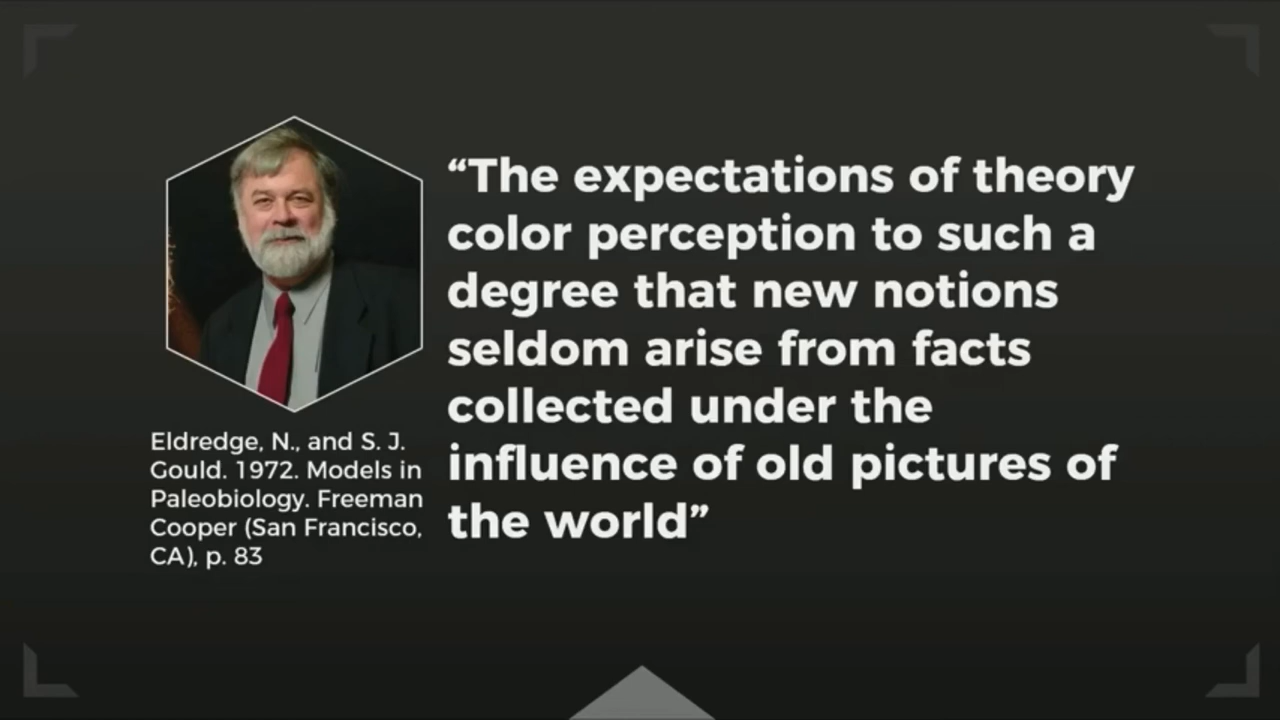 “The expectations of theory
color perception to such a
degree that new notions
seldom arise from facts
collected under the
influence of old pictures of
the world”
Eldredge, N., and S. J.
Gould. 1972. Models in
Paleobiology. Freeman
Cooper (San Francisco,
CA), p. 83